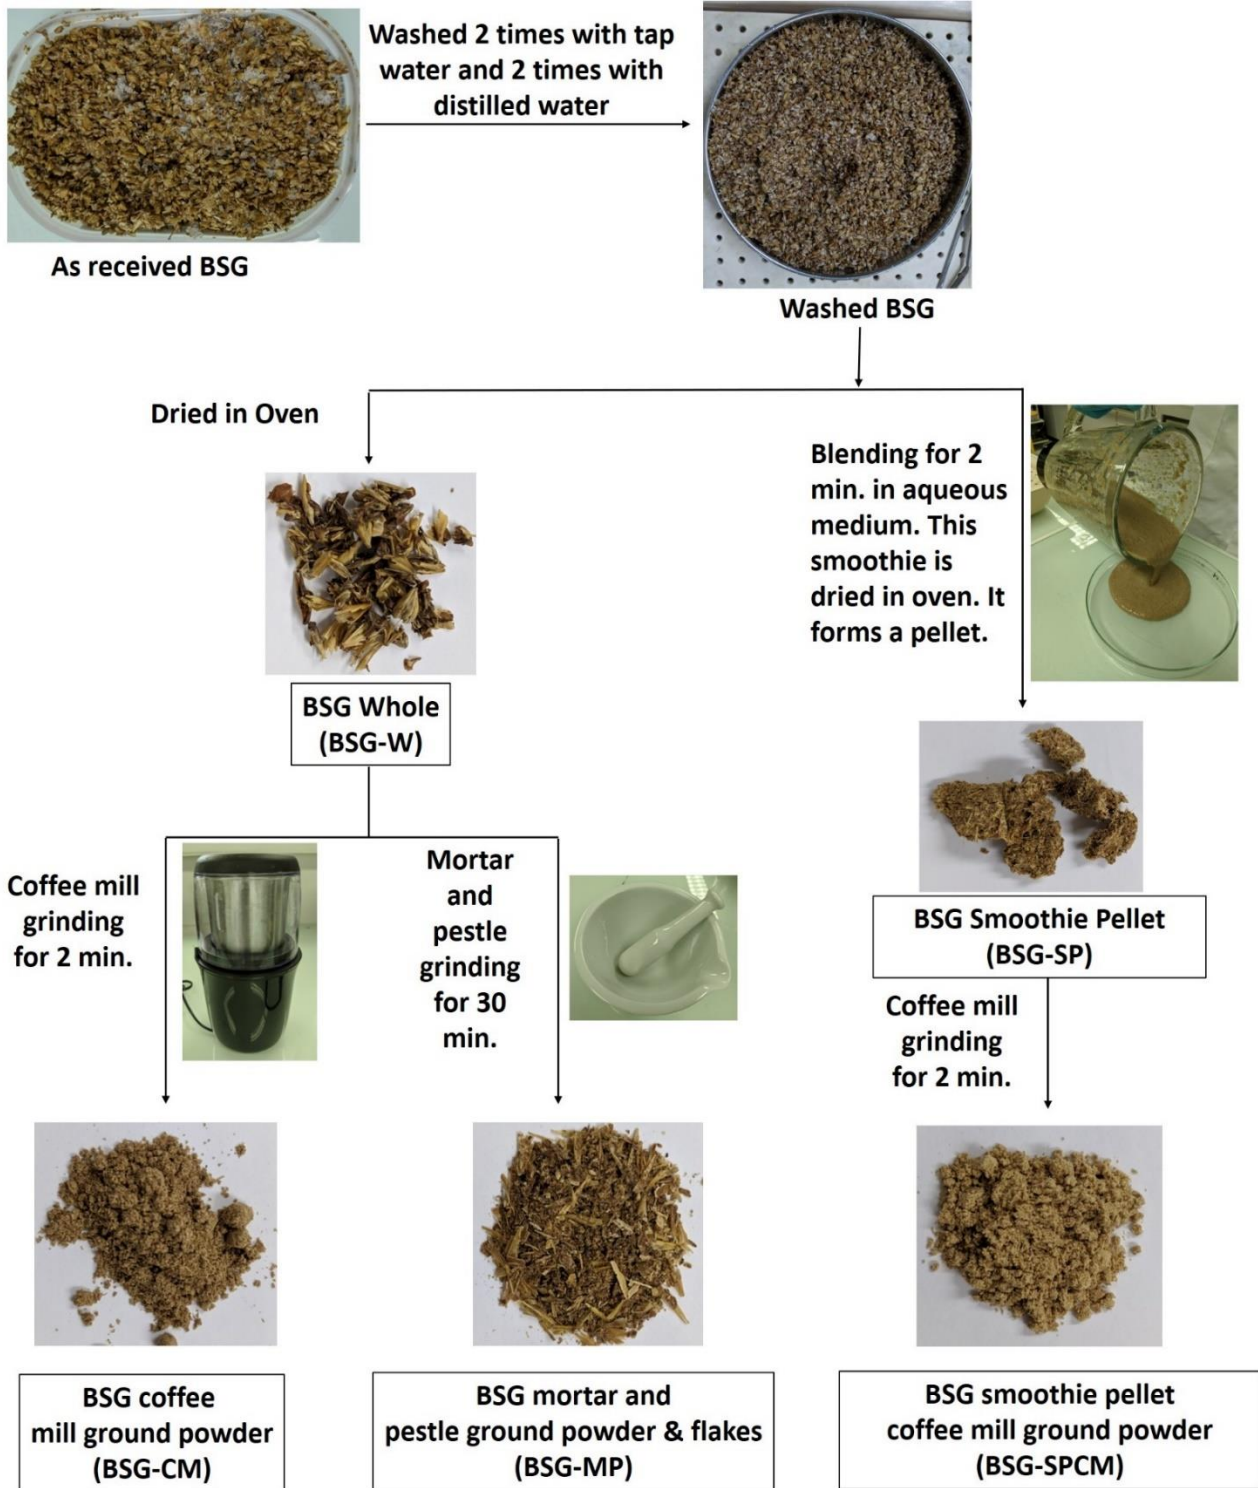 Washed 2 times with tap
water and 2 times with
distilled water
As received BSG
Washed BSG
Dried in Oven
Blending for 2
min. in aqueous
medium. This
smoothie is
dried in oven. It
forms a pellet.
BSG Whole
(BSG-W)
Coffee mill
grinding
for 2 min.
Mortar
and
pestle
grinding
for 30
min.
BSG Smoothie Pellet
(BSG-SP)
Coffee mill
grinding
for 2 min.
BSG coffee
mill ground powder
(BSG-CM)
BSG mortar and
pestle ground powder & flakes
(BSG-MP)
BSG smoothie pellet
coffee mill ground powder
(BSG-SPCM)